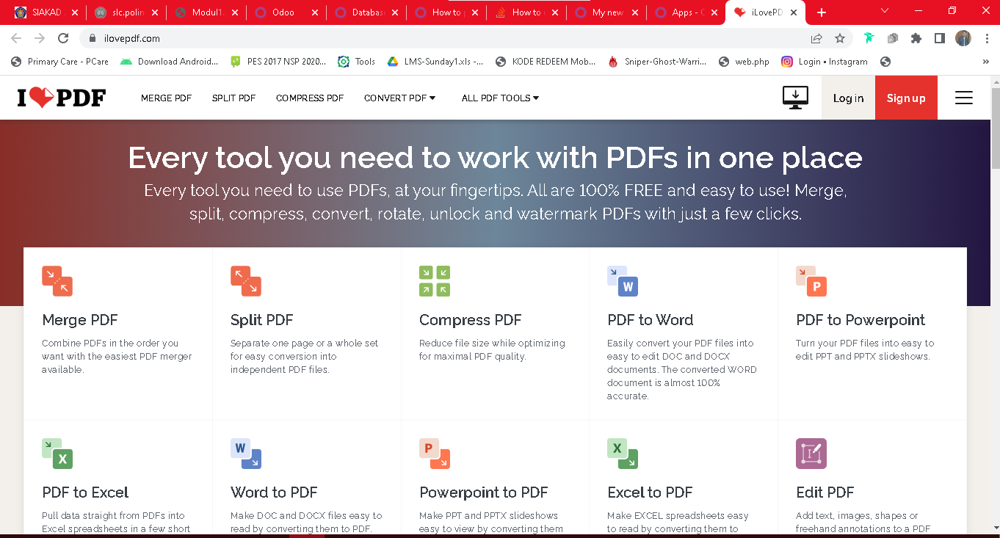 SIAKAD
slc.polin
Modul1.
Odoo
Databas
How to
How to
My new
Apps -
iLovePD
ilovepdf.com
Primary Care - PCare
Download Android...
PES 2017 NSP 2020...
Tools
LMS-Sunday1.xls -...
KODE REDEEM Mob...
Sniper-Ghost-Warri...
web.php
Login • Instagram
»
I PDF
MERGE PDF
SPLIT PDF
COMPRESS PDF
CONVERT PDF
ALL PDF TOOLS
Log in
Sign up
Every tool you need to work with PDFs in one place
Every tool you need to use PDFs, at your fingertips. All are 100% FREE and easy to use! Merge,
split, compress, convert, rotate, unlock and watermark PDFs with just a few clicks.
Merge PDF
Combine PDFs in the order you
want with the easiest PDF merger
available.
Split PDF
Separate one page or a whole set
for easy conversion into
independent PDF files.
Compress PDF
Reduce file size while optimizing
for maximal PDF quality.
W
PDF to Word
Easily convert your PDF files into
easy to edit DOC and DOCX
documents. The converted WORD
document is almost 100%
accurate.
P
PDF to Powerpoint
Turn your PDF files into easy to
edit PPT and PPTX slideshows.
X
PDF to Excel
Pull data straight from PDFs into
Excel spreadsheets in a few short
W
Word to PDF
Make DOC and DOCX files easy to
read by converting them to PDF.
P
Powerpoint to PDF
Make PPT and PPTX slideshows
easy to view by converting them
X
Excel to PDF
Make EXCEL spreadsheets easy
to read by converting them to
Edit PDF
Add text, images, shapes or
freehand annotations to a PDF